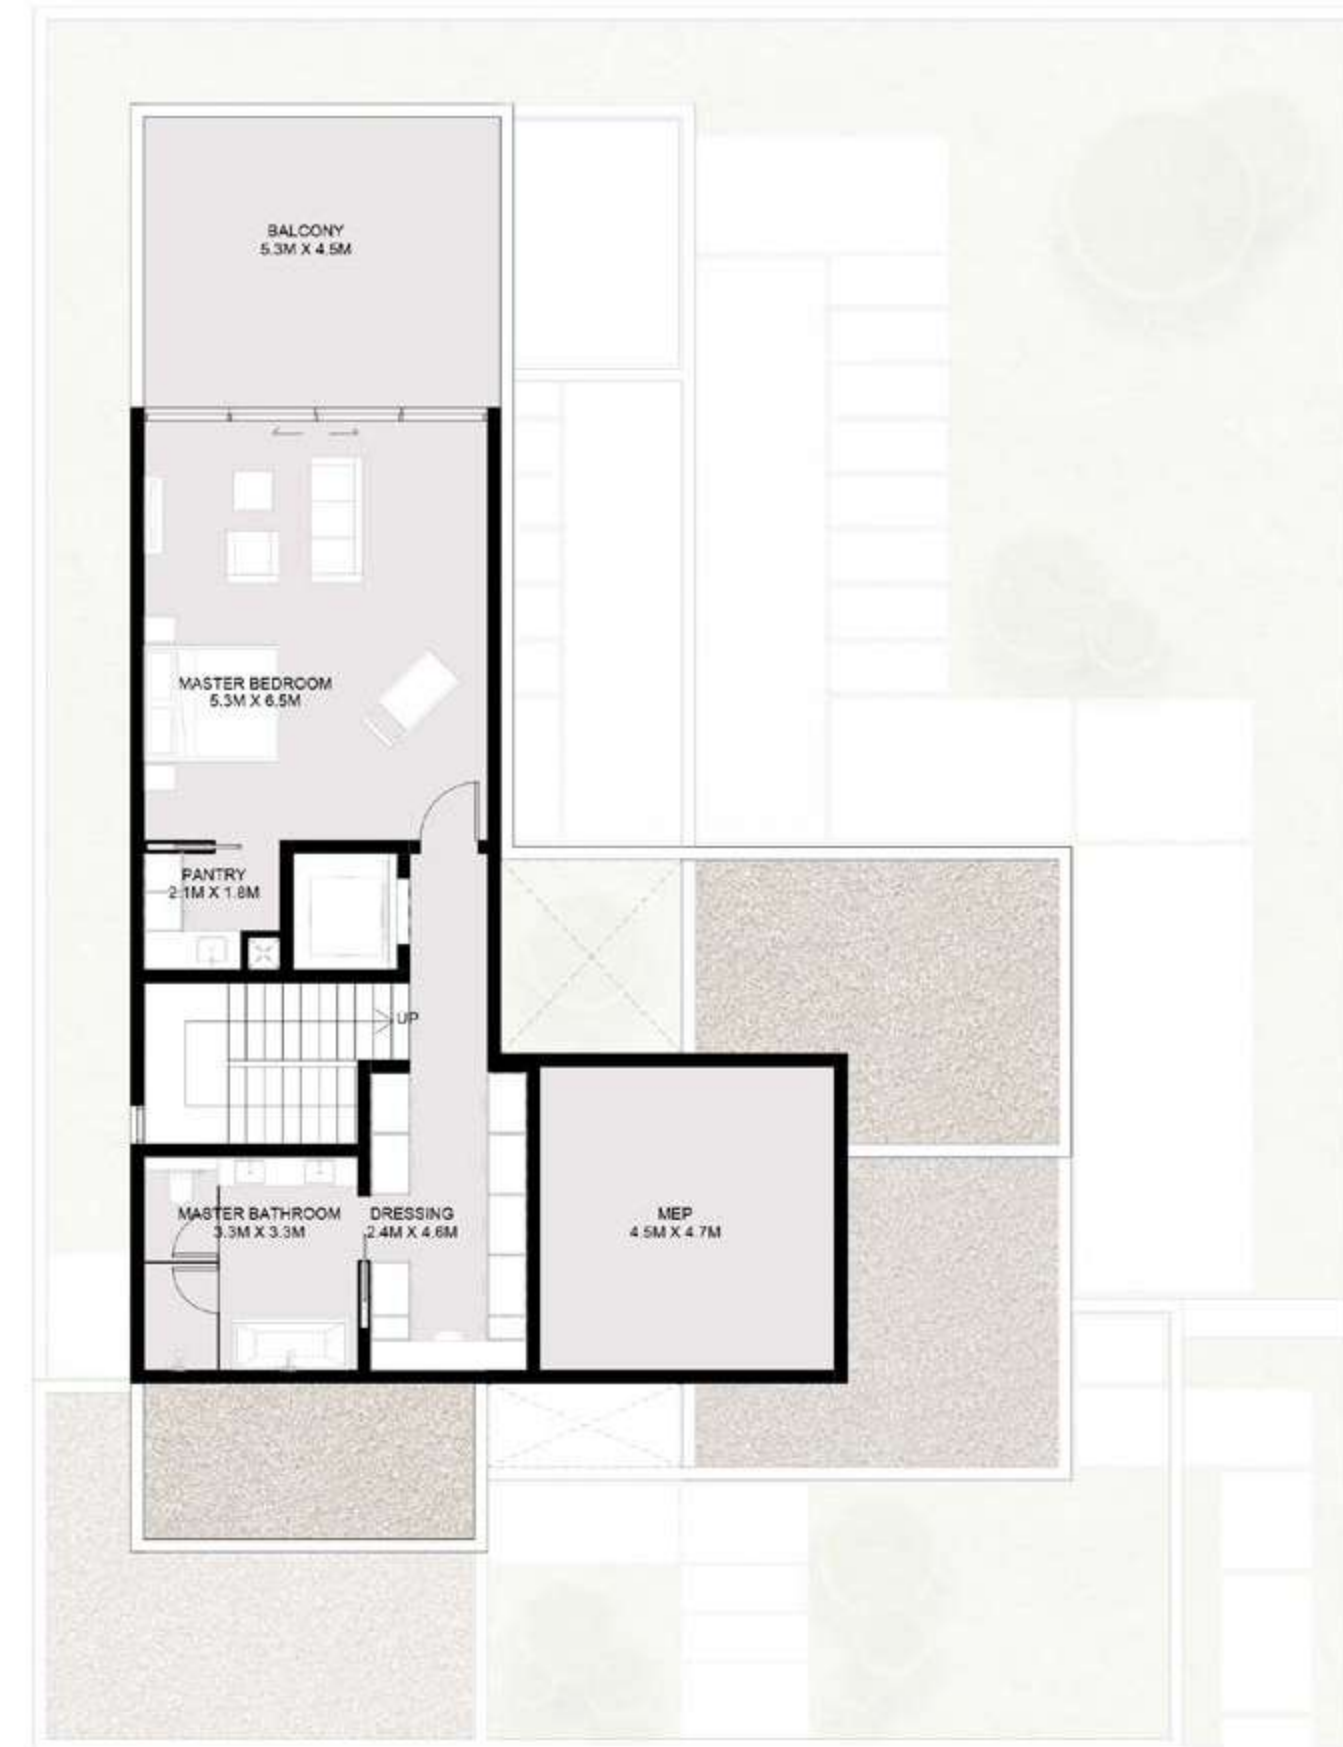 BALCONY
5.3M X 4.5M
MASTER BEDROOM
5.3M X 6.5M
PANTRY
2.1M X 1.8M
UP
MASTER BATHROOM
3.3M X 3.3M
DRESSING
2.4M X 4.6M
MEP
4.5M X 4.7M